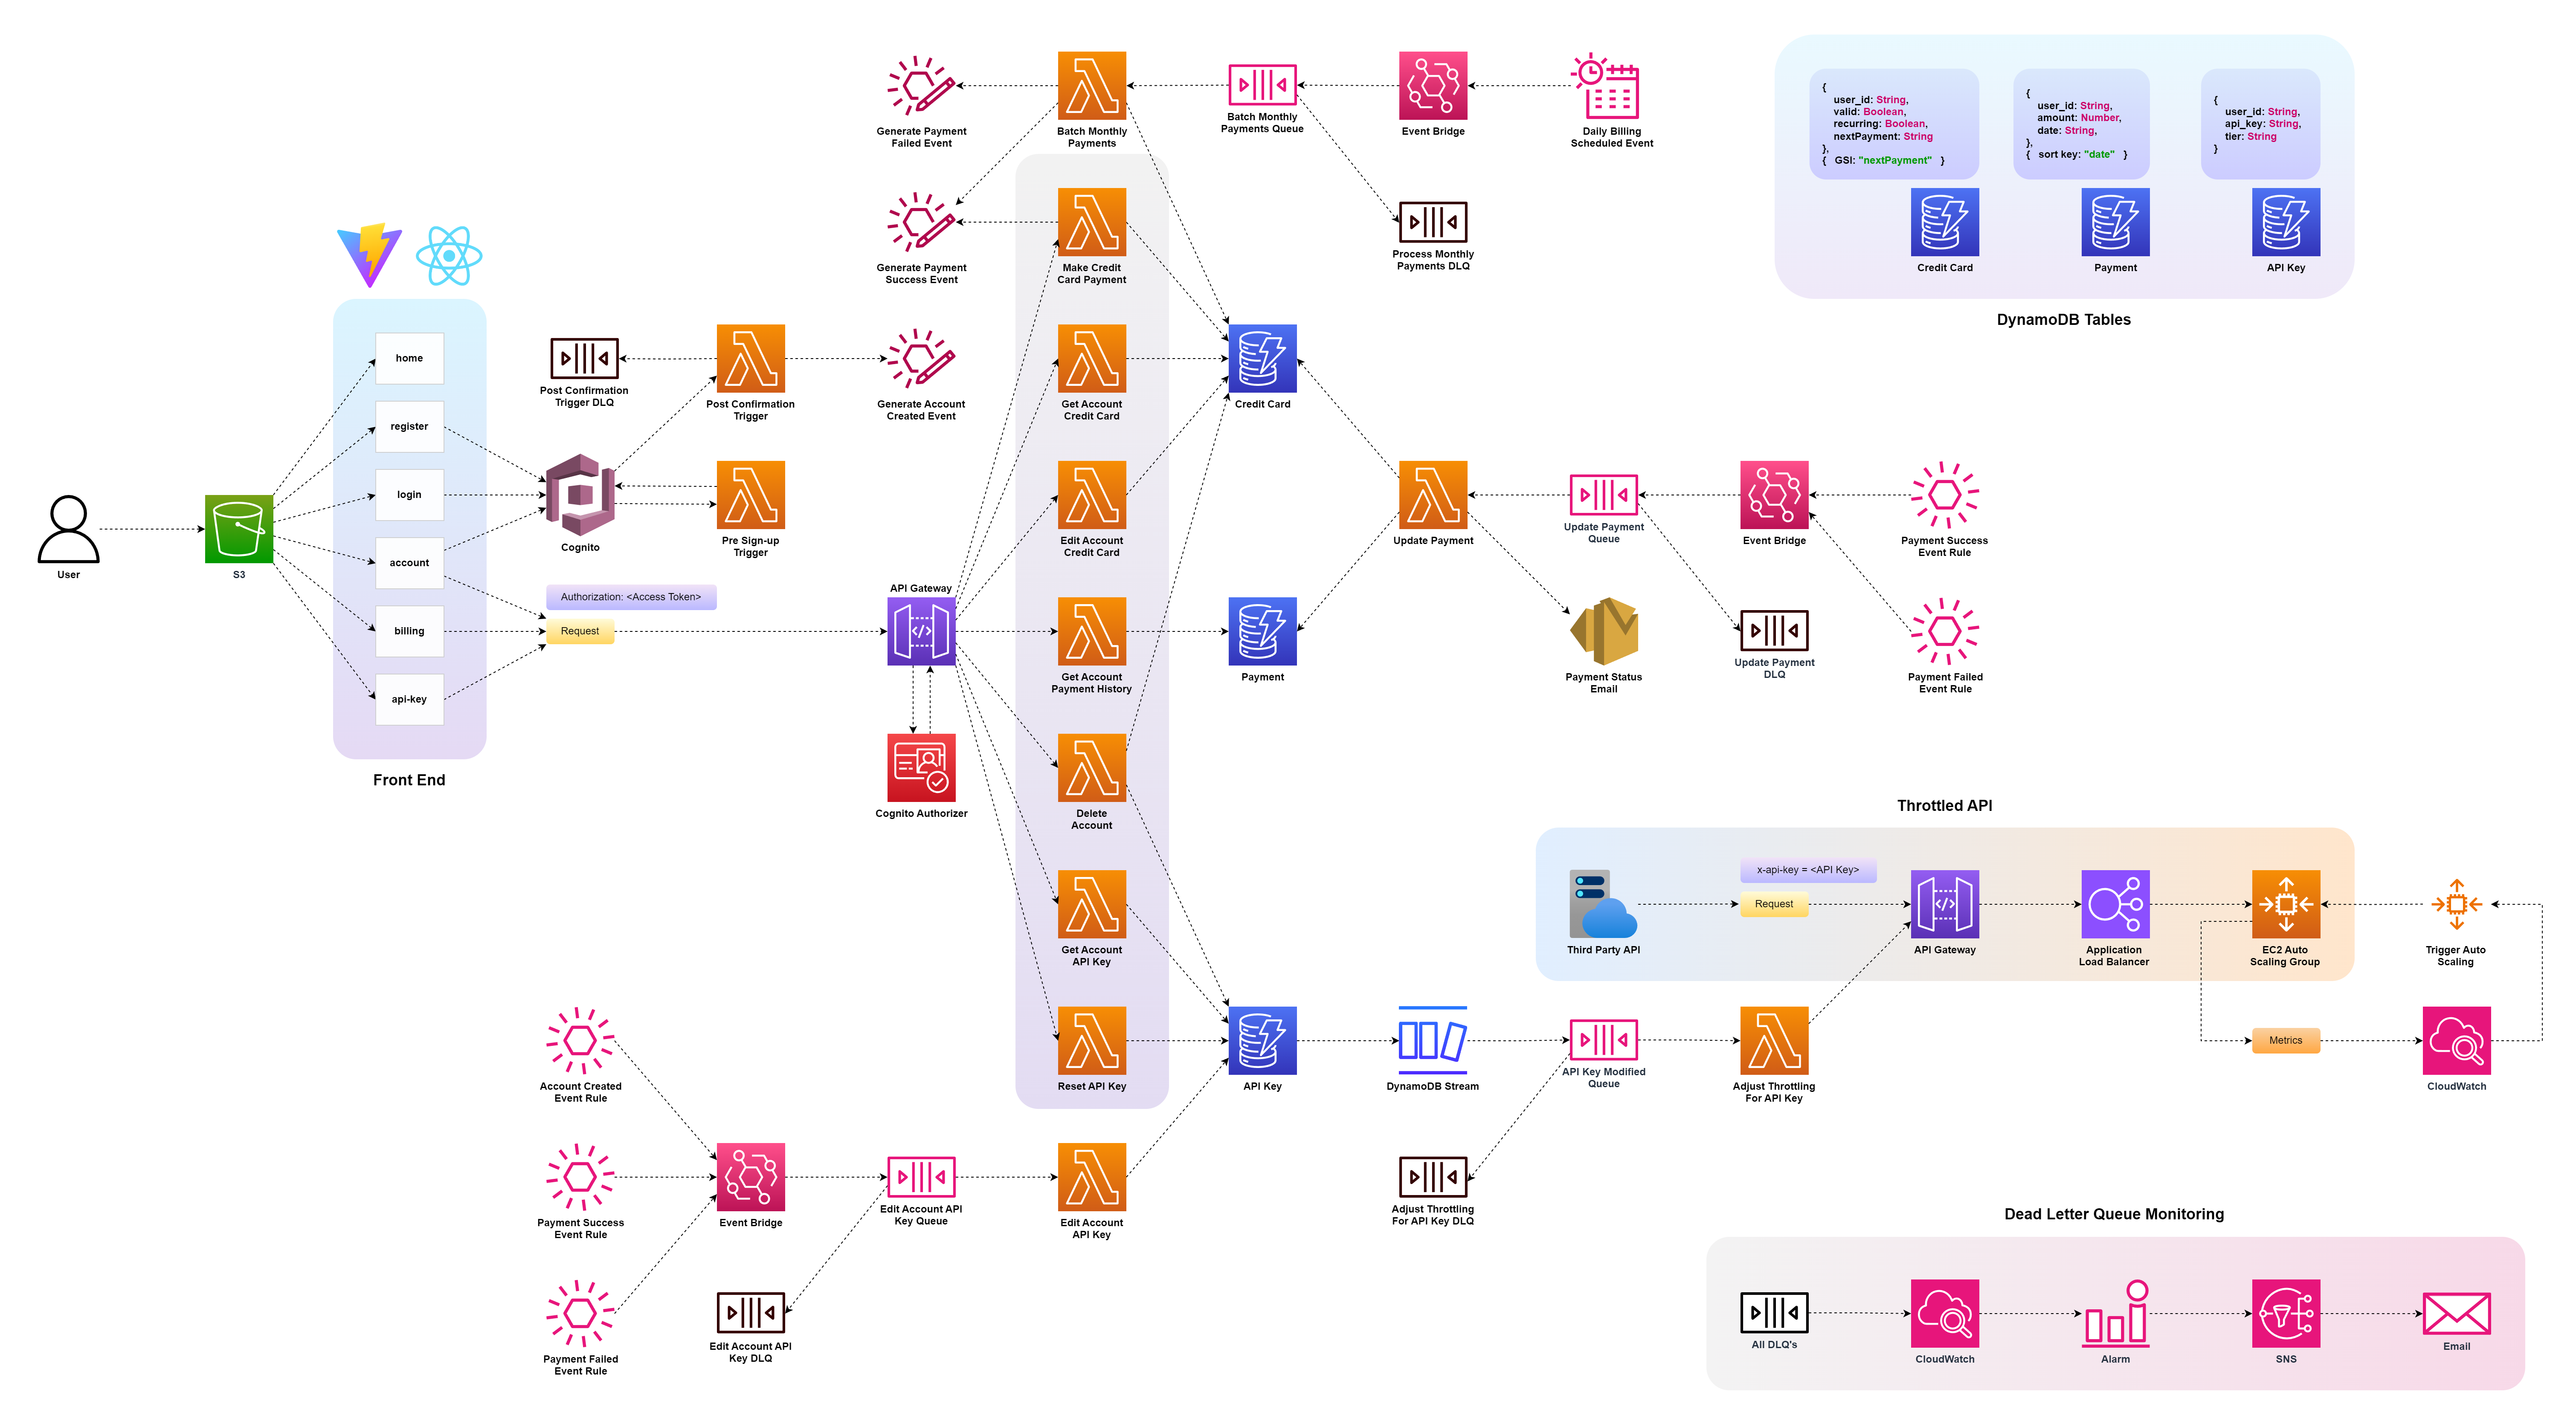 Generate Payment
Failed Event
Batch Monthly
Payments
Batch Monthly
Payments Queue
Event Bridge
Daily Billing
Scheduled Event
{
user_id: String,
valid: Boolean,
recurring: Boolean,
nextPayment: String
},
{ GSI: "nextPayment" }
{
user_id: String,
amount: Number,
date: String,
},
{ sort key: "date" }
{
user_id: String,
api_key: String,
tier: String
}
Credit Card
Payment
API Key
DynamoDB Tables
Generate Payment
Success Event
Make Credit
Card Payment
Process Monthly
Payments DLQ
home
register
login
account
billing
api-key
Front End
User
S3
Post Confirmation
Trigger DLQ
Post Confirmation
Trigger
Generate Account
Created Event
Get Account
Credit Card
Credit Card
Cognito
Pre Sign-up
Trigger
Edit Account
Credit Card
Update Payment
Update Payment
Queue
Event Bridge
Payment Success
Event Rule
Authorization: <Access Token>
Request
API Gateway
Get Account
Payment History
Payment
Payment Status
Email
Update Payment
DLQ
Payment Failed
Event Rule
Cognito Authorizer
Delete
Account
Throttled API
Third Party API
x-api-key = <API Key>
Request
API Gateway
Application
Load Balancer
EC2 Auto
Scaling Group
Trigger Auto
Scaling
Get Account
API Key
Account Created
Event Rule
Reset API Key
API Key
DynamoDB Stream
API Key Modified
Queue
Adjust Throttling
For API Key
Metrics
CloudWatch
Payment Success
Event Rule
Event Bridge
Edit Account API
Key Queue
Edit Account
API Key
Adjust Throttling
For API Key DLQ
Payment Failed
Event Rule
Edit Account API
Key DLQ
Dead Letter Queue Monitoring
All DLQ's
CloudWatch
Alarm
SNS
Email